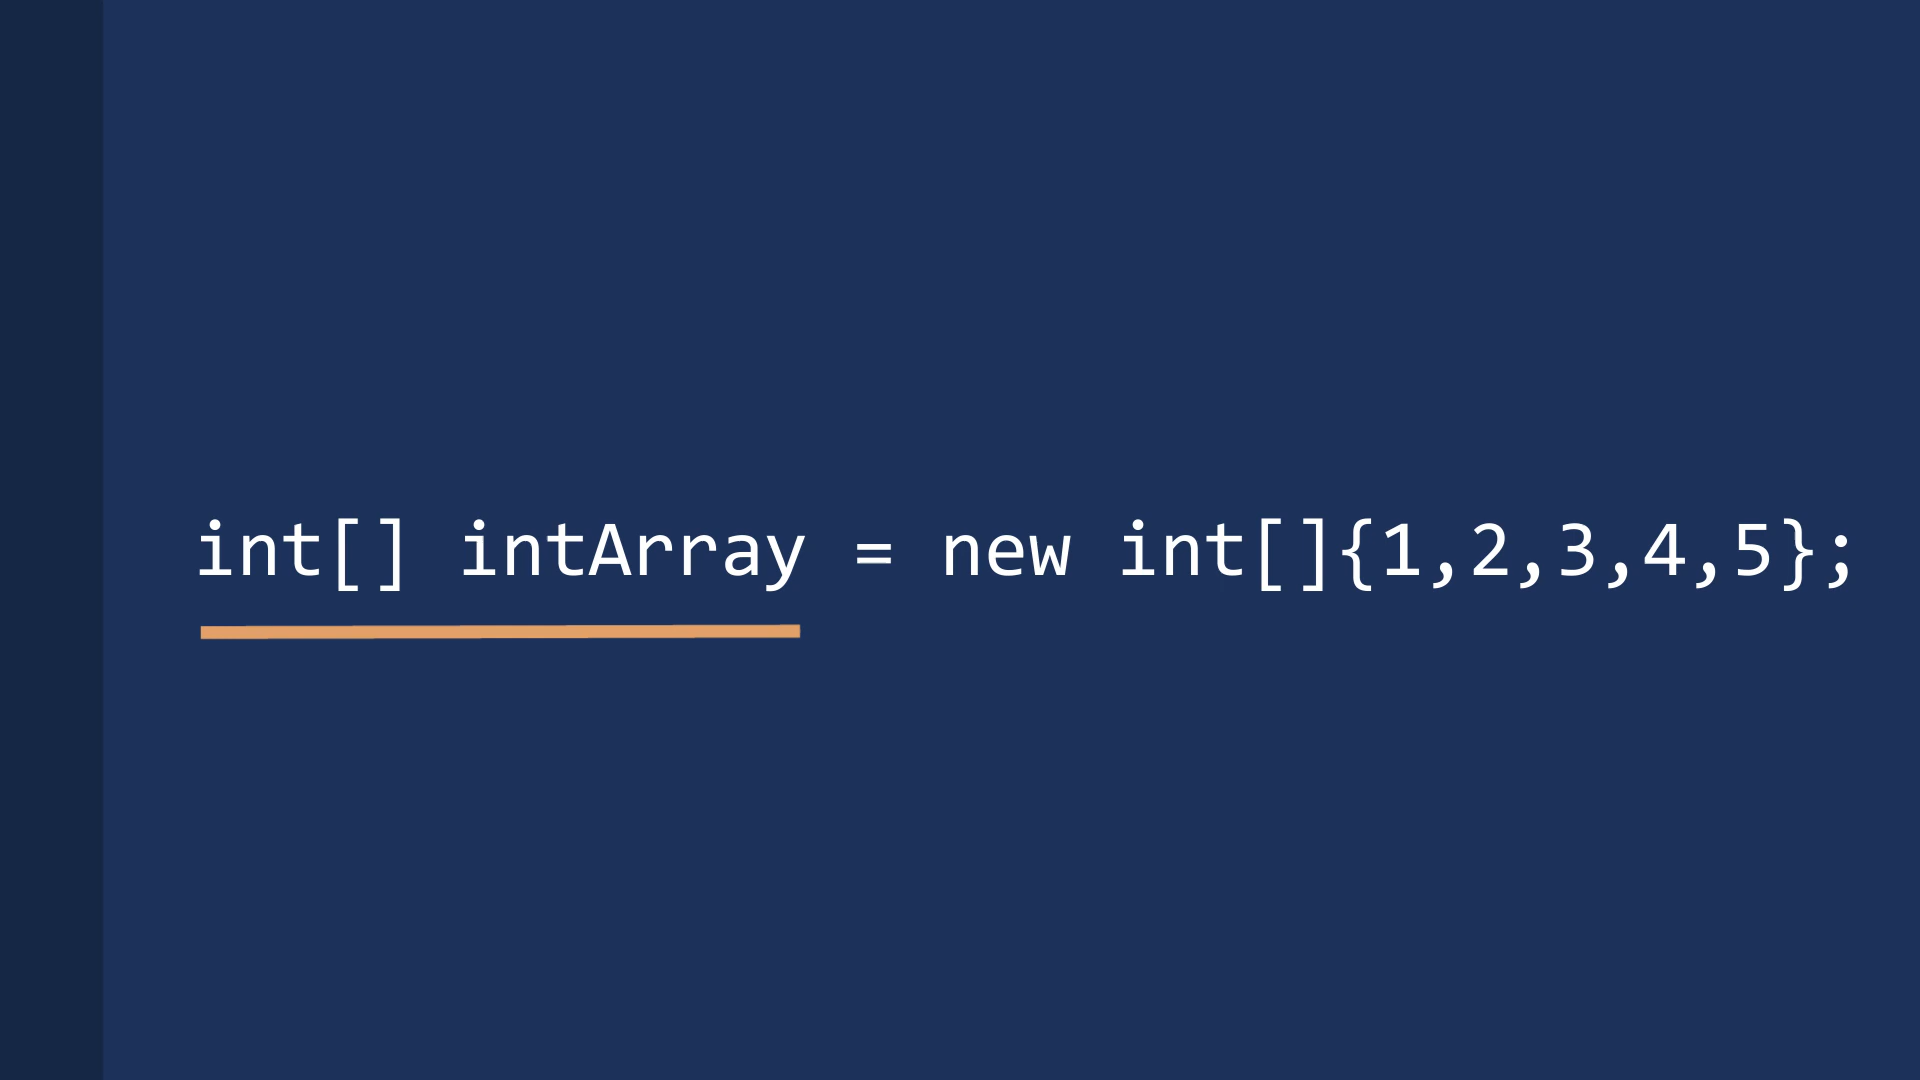 int[] intArray = new int[]{1,2,3,4,5};